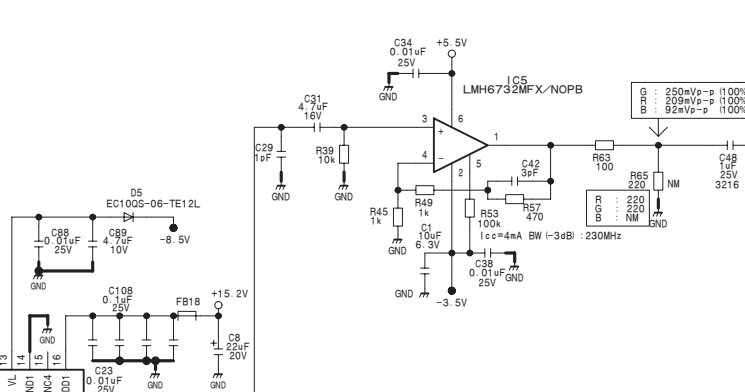 C34
0.01uF
25V
+5.5V
GND
IC5
LMH6732MFX/NOPB
G : 250mVp-p (100%
R : 209mVp-p (100%
B : 92mVp-p (100%
C31
4.7uF
16V
3
6
1
4
2
5
C29
1pF
R39
10k
GND
GND
C42
3pF
R63
100
C48
1uF
25V
3216
R65
220
NM
GND
R : 220
G : 220
B : NM
R49
1k
R45
1k
GND
R57
470
R53
100k
Icc=4mA BW(-3dB) : 230MHz
D5
EC10QS-06-TE12L
C88
0.01uF
25V
C89
4.7uF
10V
-8.5V
GND
C1
10uF
6.3V
C38
0.01uF
25V
GND
GND
-3.5V
C108
0.1uF
25V
FB18
+15.2V
C8
22uF
20V
GND
GND
GND
13
14
15
16
VL
ND1
NC4
DD1
C23
0.01uF
25V